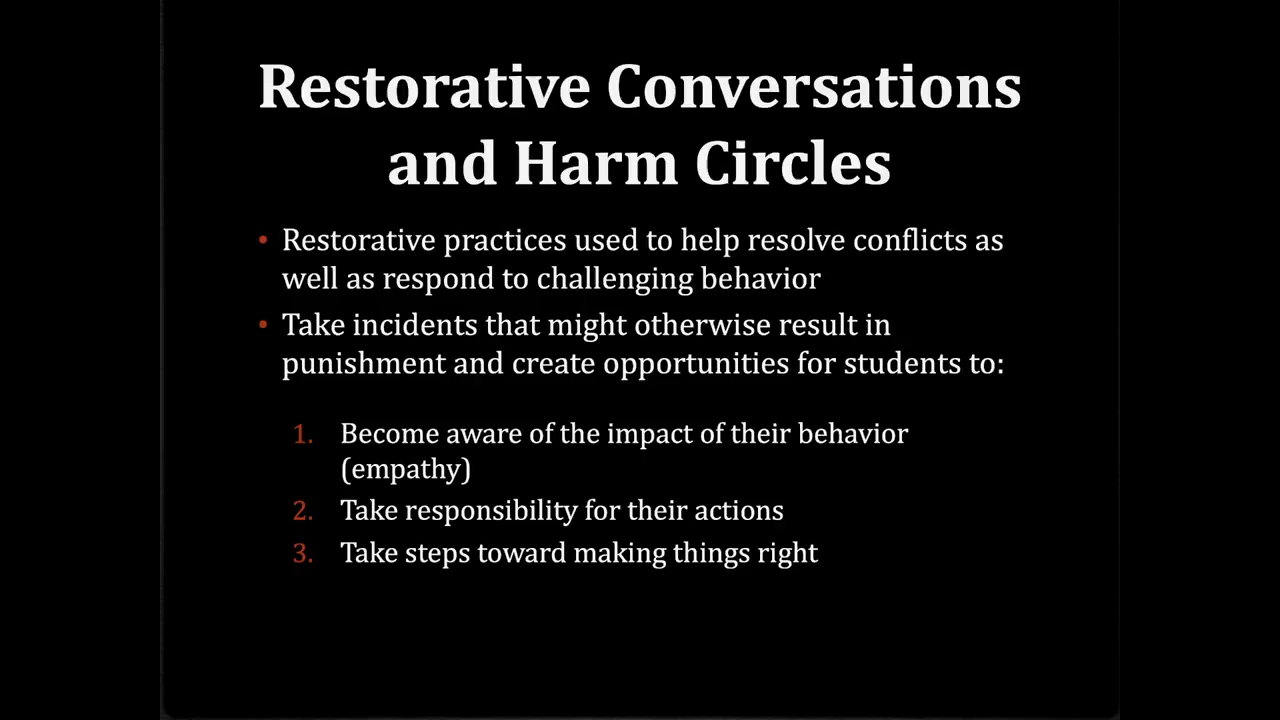 Restorative Conversations
and Harm Circles
• Restorative practices used to help resolve conflicts as
well as respond to challenging behavior
• Take incidents that might otherwise result in
punishment and create opportunities for students to:
1. Become aware of the impact of their behavior
(empathy)
2. Take responsibility for their actions
3. Take steps toward making things right